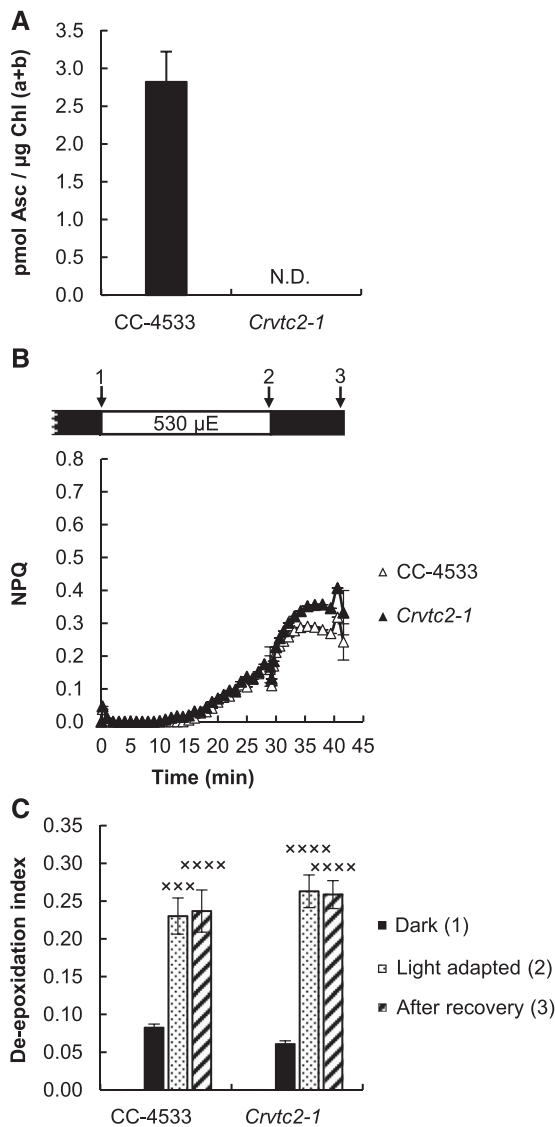 A
pmol Asc / µg Chl (a+b)
3.5
3.0
2.5
2.0
1.5
1.0
0.5
0.0
N.D.
CC-4533 Crvtc2-1
B
1 2 3
530 µE
NPQ
0.8
0.7
0.6
0.5
0.4
0.3
0.2
0.1
0.0
0 5 10 15 20 25 30 35 40 45
Time (min)
CC-4533
Crvtc2-1
C
De-epoxidation index
0.35
0.30
0.25
0.20
0.15
0.10
0.05
0.00
××× ×××× ×××× ××××
CC-4533 Crvtc2-1
Dark (1)
Light adapted (2)
After recovery (3)